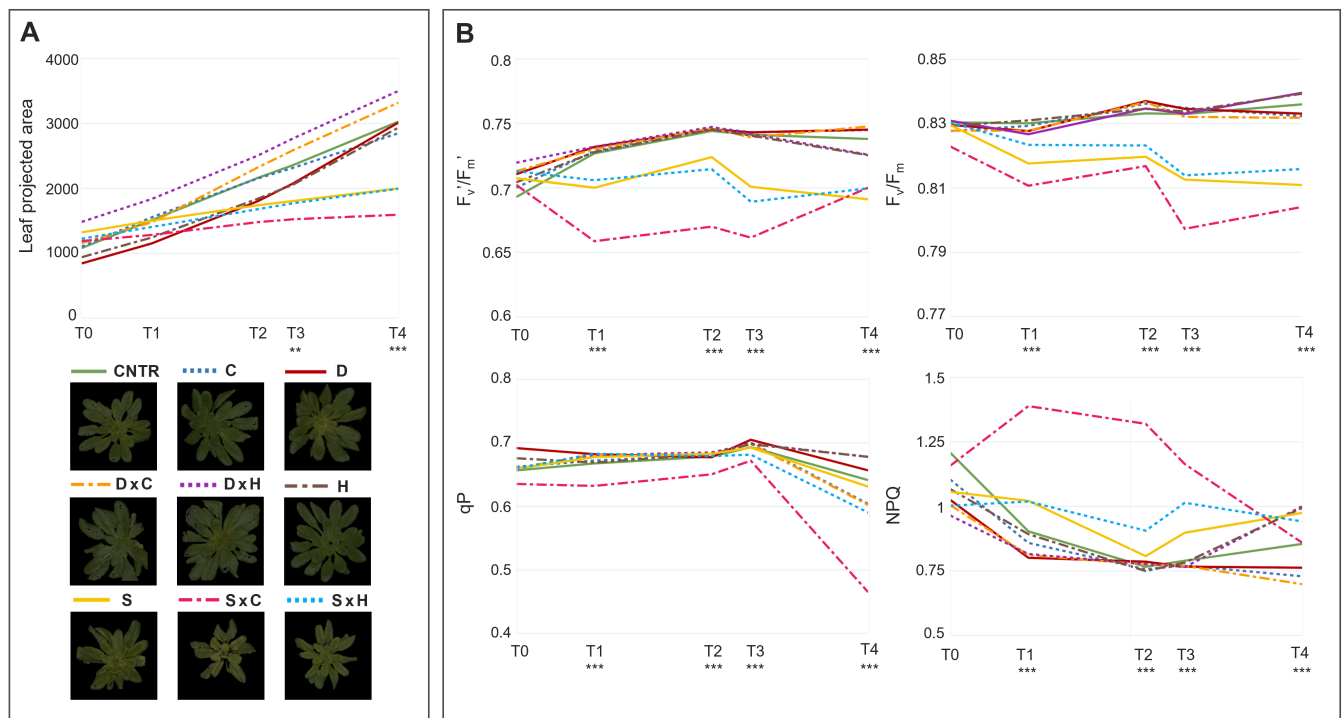 A
Leaf projected area
4000
3000
2000
1000
0
T0 T1 T2 T3 T4
** ***
CNTR C D
D x C D x H H
S S x C S x H
B
Fv'/Fm'
0.8
0.75
0.7
0.65
0.6
T0 T1 T2 T3 T4
*** *** *** ***
Fv/Fm
0.85
0.83
0.81
0.79
0.77
T0 T1 T2 T3 T4
*** *** *** ***
qP
0.8
0.7
0.6
0.5
0.4
T0 T1 T2 T3 T4
*** *** *** ***
NPQ
1.5
1.25
1
0.75
0.5
T0 T1 T2 T3 T4
*** *** *** ***